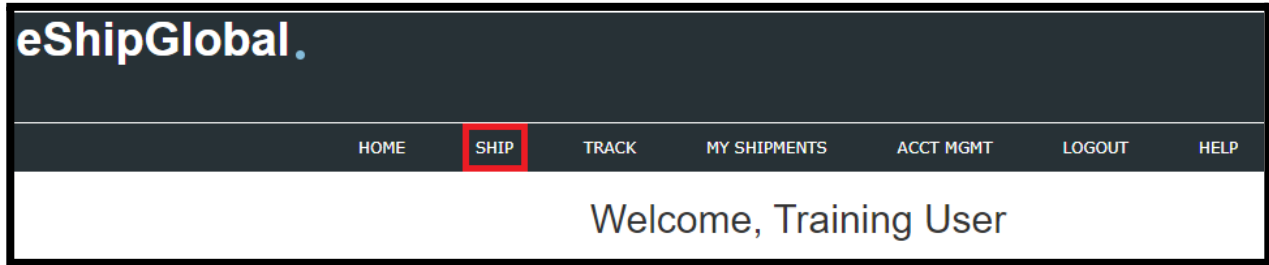 eShipGlobal.
HOME SHIP TRACK MY SHIPMENTS ACCT MGMT LOGOUT HELP
Welcome, Training User